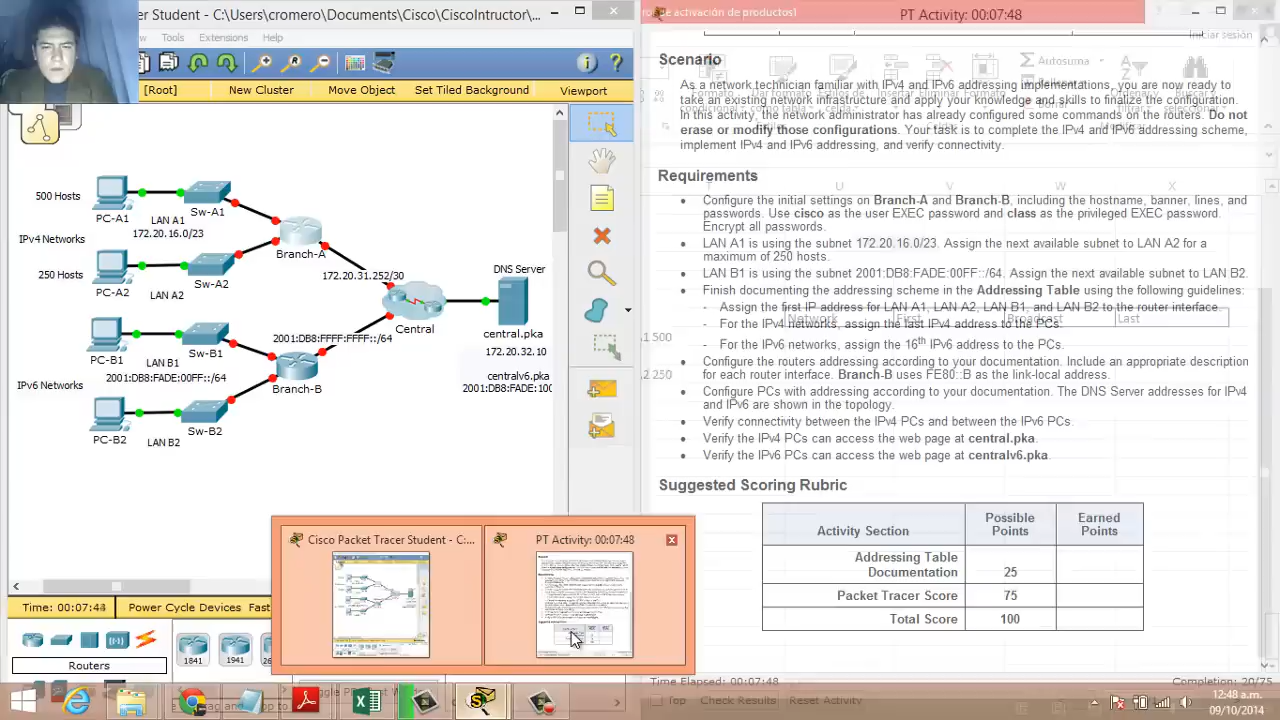 Student - C:\Users\cromero\Documents\Cisco\CiscoIntructor\...
View Tools Extensions Help
[Root] New Cluster Move Object Set Tiled Background Viewport
500 Hosts
PC-A1
Sw-A1
LAN A1
172.20.16.0/23
IPv4 Networks
Branch-A
250 Hosts
PC-A2
Sw-A2
LAN A2
172.20.31.252/30
DNS Server
Central
central.pka
172.20.32.10
centralv6.pka
2001:DB8:FADE:100
PC-B1
Sw-B1
LAN B1
2001:DB8:FADE:00FF::/64
2001:DB8:FFFF:FFFF::/64
IPv6 Networks
Branch-B
PC-B2
Sw-B2
LAN B2
Time: 00:07:48 Power Cycle Devices Fast
Routers
1841 1941
Cisco Packet Tracer Student - C:...
PT Activity: 00:07:48
de activación de productos]
PT Activity: 00:07:48
Iniciar sesión
Autosuma
Scenario
As a network technician familiar with IPv4 and IPv6 addressing implementations, you are now ready to
take an existing network infrastructure and apply your knowledge and skills to finalize the configuration.
In this activity, the network administrator has already configured some commands on the routers. Do not
erase or modify those configurations. Your task is to complete the IPv4 and IPv6 addressing scheme,
implement IPv4 and IPv6 addressing, and verify connectivity.
T U V W X
Requirements
• Configure the initial settings on Branch-A and Branch-B, including the hostname, banner, lines, and
passwords. Use cisco as the user EXEC password and class as the privileged EXEC password.
Encrypt all passwords.
• LAN A1 is using the subnet 172.20.16.0/23. Assign the next available subnet to LAN A2 for a
maximum of 250 hosts.
• LAN B1 is using the subnet 2001:DB8:FADE:00FF::/64. Assign the next available subnet to LAN B2.
• Finish documenting the addressing scheme in the Addressing Table using the following guidelines:
- Assign the first IP address for LAN A1, LAN A2, LAN B1, and LAN B2 to the router interface.
Network First Broadcast Last
- For the IPv4 networks, assign the last IPv4 address to the PCs.
A1 500
- For the IPv6 networks, assign the 16th IPv6 address to the PCs.
• Configure the routers addressing according to your documentation. Include an appropriate description
for each router interface. Branch-B uses FE80::B as the link-local address.
A2 250
• Configure PCs with addressing according to your documentation. The DNS Server addresses for IPv4
and IPv6 are shown in the topology.
• Verify connectivity between the IPv4 PCs and between the IPv6 PCs.
• Verify the IPv4 PCs can access the web page at central.pka.
• Verify the IPv6 PCs can access the web page at centralv6.pka.
Suggested Scoring Rubric
Activity Section Possible Points Earned Points
Addressing Table Documentation 25
Packet Tracer Score 75
Total Score 100
Time Elapsed 00:07:48 Completion: 20/75
Top Check Results Reset Activity
12:48 a.m.
09/10/2014